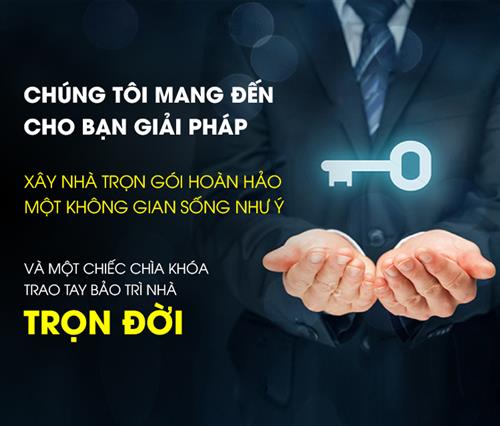 CHÚNG TÔI MANG ĐẾN
CHO BẠN GIẢI PHÁP
XÂY NHÀ TRỌN GÓI HOÀN HẢO
MỘT KHÔNG GIAN SỐNG NHƯ Ý
VÀ MỘT CHIẾC CHÌA KHÓA
TRAO TAY BẢO TRÌ NHÀ
TRỌN ĐỜI